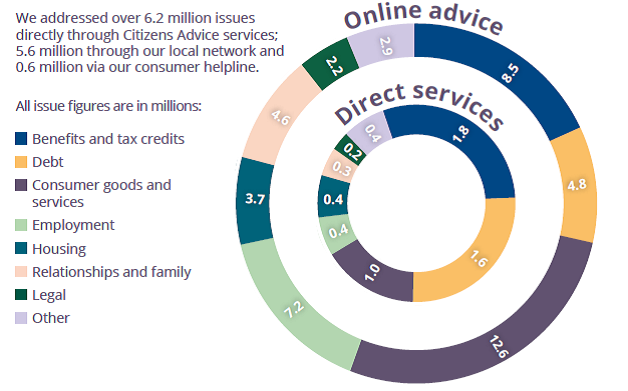 We addressed over 6.2 million issues
directly through Citizens Advice services;
5.6 million through our local network and
0.6 million via our consumer helpline.
All issue figures are in millions:
Benefits and tax credits
Debt
Consumer goods and
services
Employment
Housing
Relationships and family
Legal
Other
Online advice
8.5
4.8
12.6
7.2
3.7
4.6
2.2
2.9
Direct services
1.8
1.6
1.0
0.4
0.4
0.3
0.2
0.4